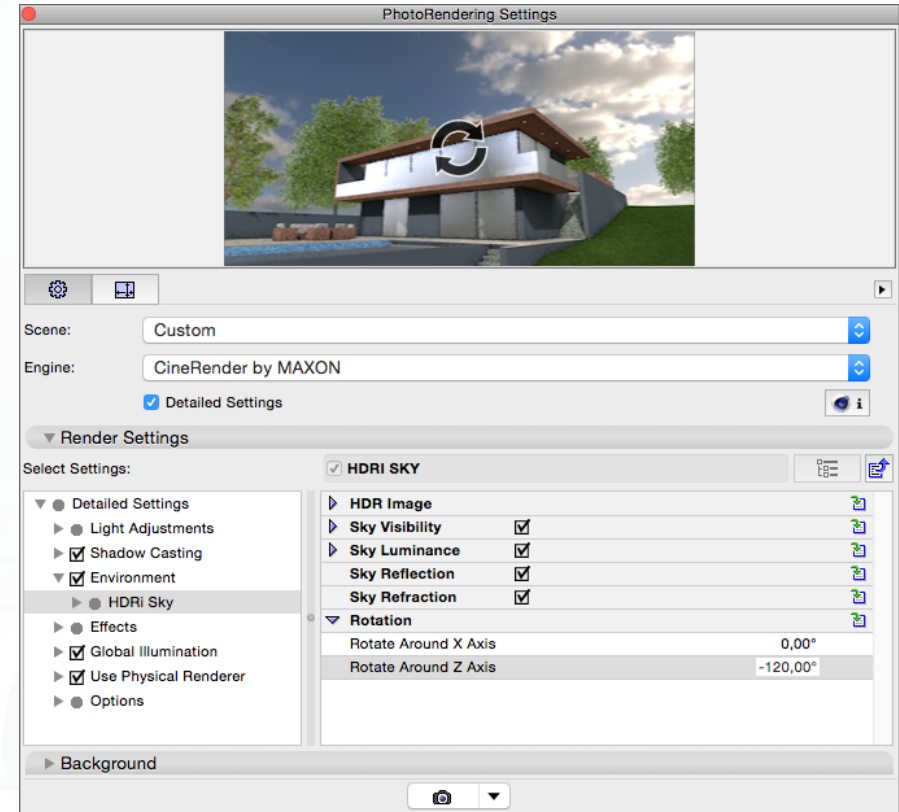 PhotoRendering Settings
Scene: Custom
Engine: CineRender by MAXON
Detailed Settings
i
Render Settings
Select Settings:
HDRI SKY
Detailed Settings
Light Adjustments
Shadow Casting
Environment
HDRi Sky
Effects
Global Illumination
Use Physical Renderer
Options
HDR Image
Sky Visibility
Sky Luminance
Sky Reflection
Sky Refraction
Rotation
Rotate Around X Axis 0,00°
Rotate Around Z Axis -120,00°
Background